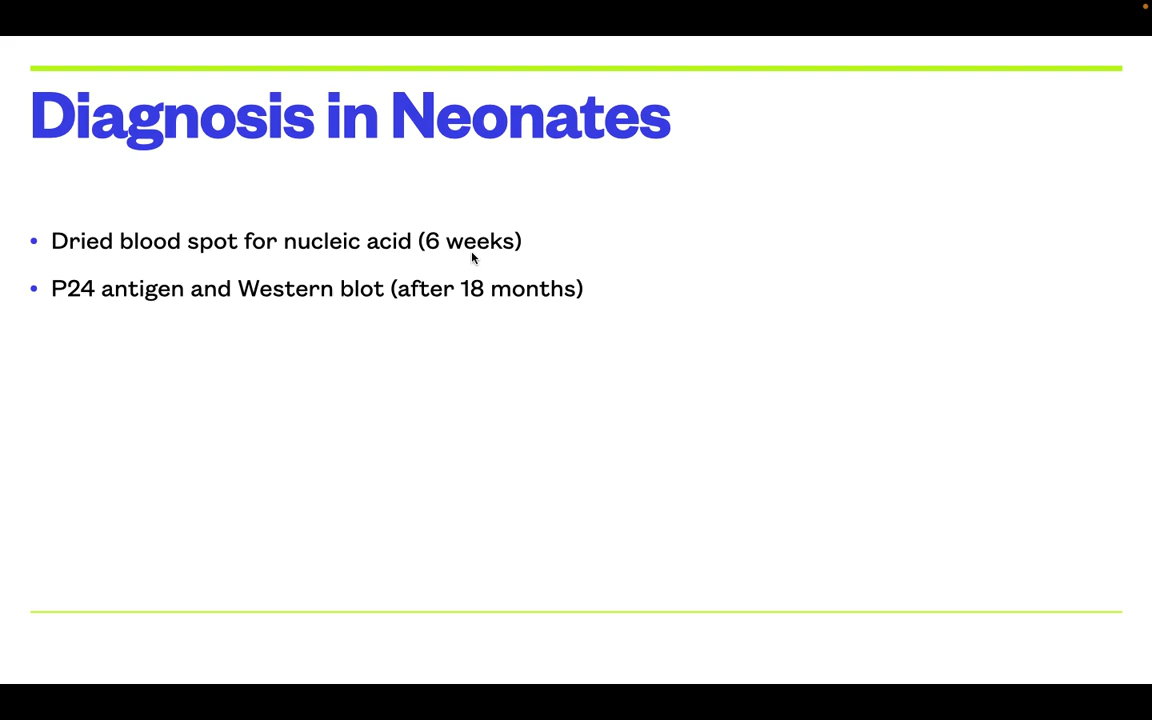 Diagnosis in Neonates
• Dried blood spot for nucleic acid (6 weeks)
• P24 antigen and Western blot (after 18 months)